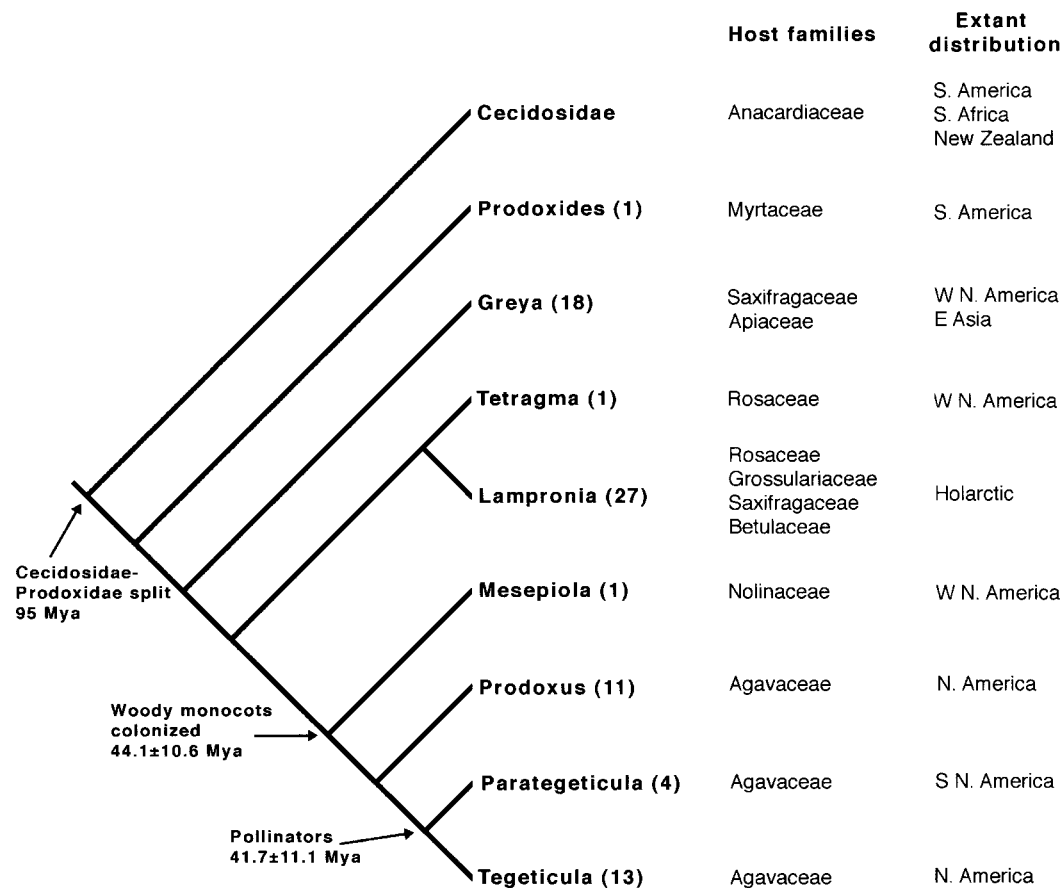 Host families
Extant
distribution
Cecidosidae
Anacardiaceae
S. America
S. Africa
New Zealand
Prodoxides (1)
Myrtaceae
S. America
Greya (18)
Saxifragaceae
Apiaceae
W N. America
E Asia
Tetragma (1)
Rosaceae
W N. America
Lampronia (27)
Rosaceae
Grossulariaceae
Saxifragaceae
Betulaceae
Holarctic
Cecidosidae-
Prodoxidae split
95 Mya
Mesepiola (1)
Nolinaceae
W N. America
Prodoxus (11)
Agavaceae
N. America
Woody monocots
colonized
44.1±10.6 Mya
Parategeticula (4)
Agavaceae
S N. America
Pollinators
41.7±11.1 Mya
Tegeticula (13)
Agavaceae
N. America